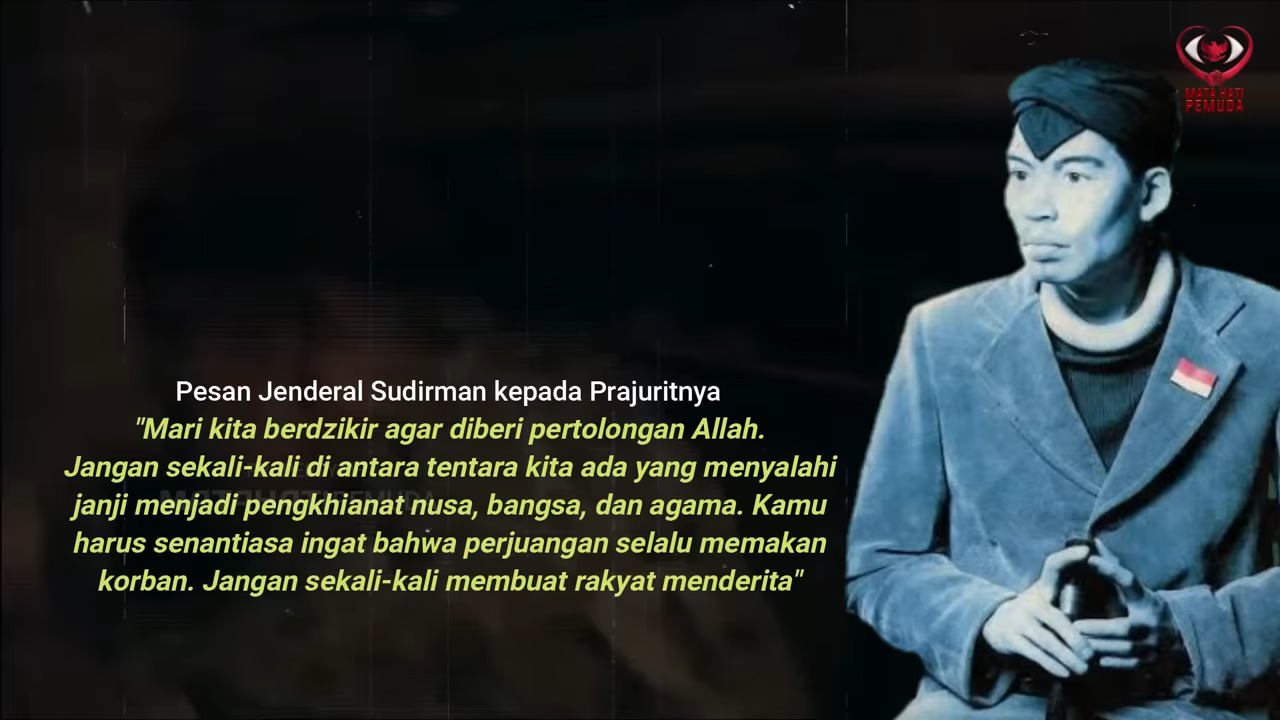 MATA HATI
PEMUDA
Pesan Jenderal Sudirman kepada Prajuritnya
"Mari kita berdzikir agar diberi pertolongan Allah.
Jangan sekali-kali di antara tentara kita ada yang menyalahi
janji menjadi pengkhianat nusa, bangsa, dan agama. Kamu
harus senantiasa ingat bahwa perjuangan selalu memakan
korban. Jangan sekali-kali membuat rakyat menderita"